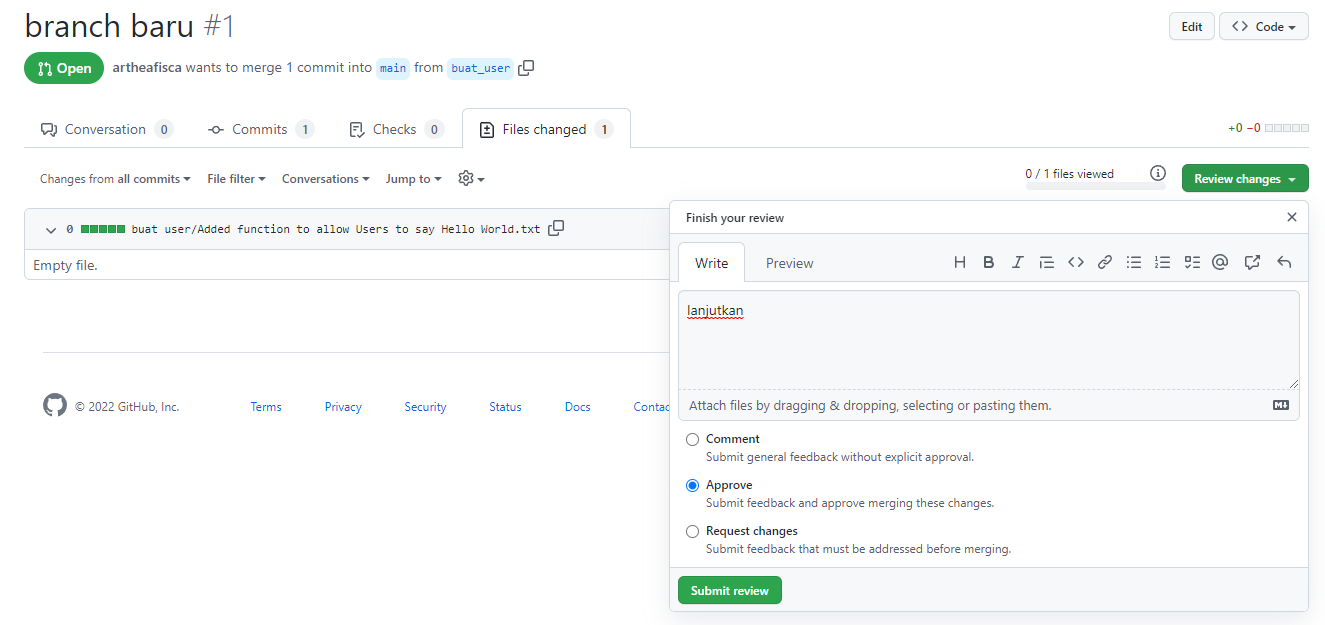 branch baru #1
Edit
Code
Open
artheafisca wants to merge 1 commit into main from buat_user
Conversation 0
Commits 1
Checks 0
Files changed 1
+0 −0
Changes from all commits
File filter
Conversations
Jump to
0 / 1 files viewed
Review changes
0 buat user/Added function to allow Users to say Hello World.txt
Empty file.
Finish your review
Write
Preview
lanjutkan
Attach files by dragging & dropping, selecting or pasting them.
Comment
Submit general feedback without explicit approval.
Approve
Submit feedback and approve merging these changes.
Request changes
Submit feedback that must be addressed before merging.
Submit review
© 2022 GitHub, Inc.
Terms
Privacy
Security
Status
Docs
Contac